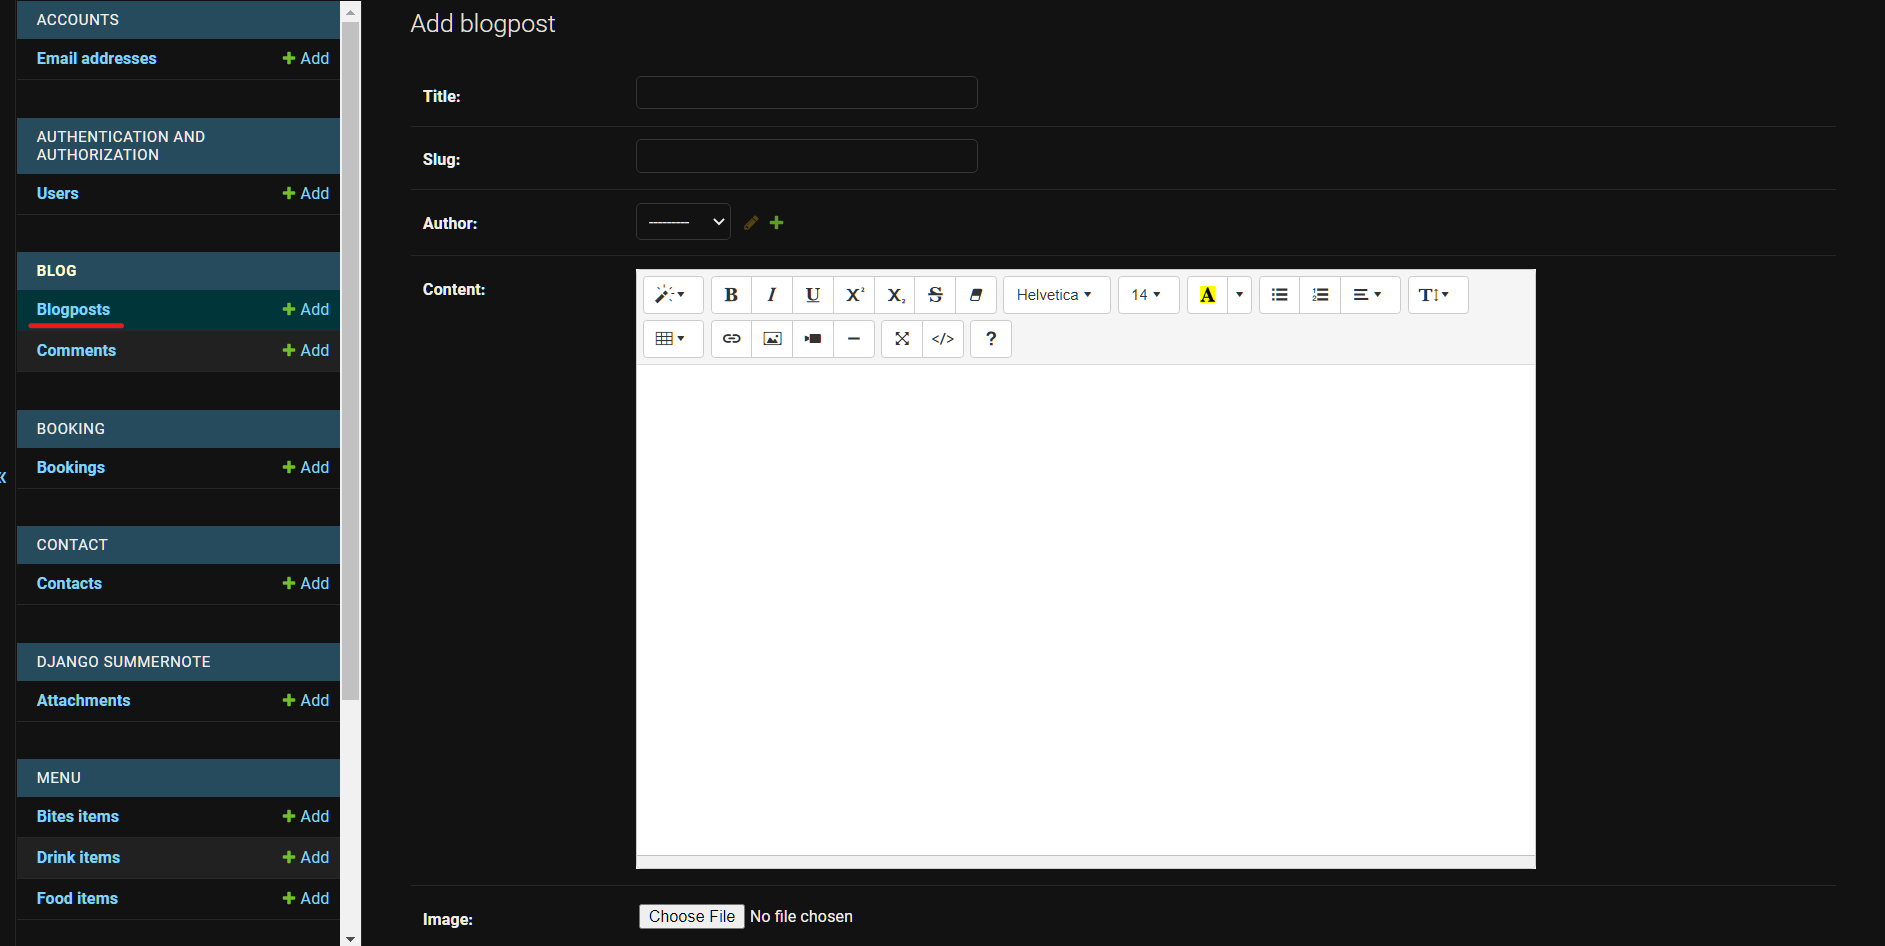 ACCOUNTS
Email addresses
Add
AUTHENTICATION AND
AUTHORIZATION
Users
Add
BLOG
Blogposts
Add
Comments
Add
BOOKING
Bookings
Add
CONTACT
Contacts
Add
DJANGO SUMMERNOTE
Attachments
Add
MENU
Bites items
Add
Drink items
Add
Food items
Add
«
Add blogpost
Title:
Slug:
Author:
---------
Content:
B I U X² X₂ S Helvetica 14 A T
</> ?
Image:
Choose File No file chosen